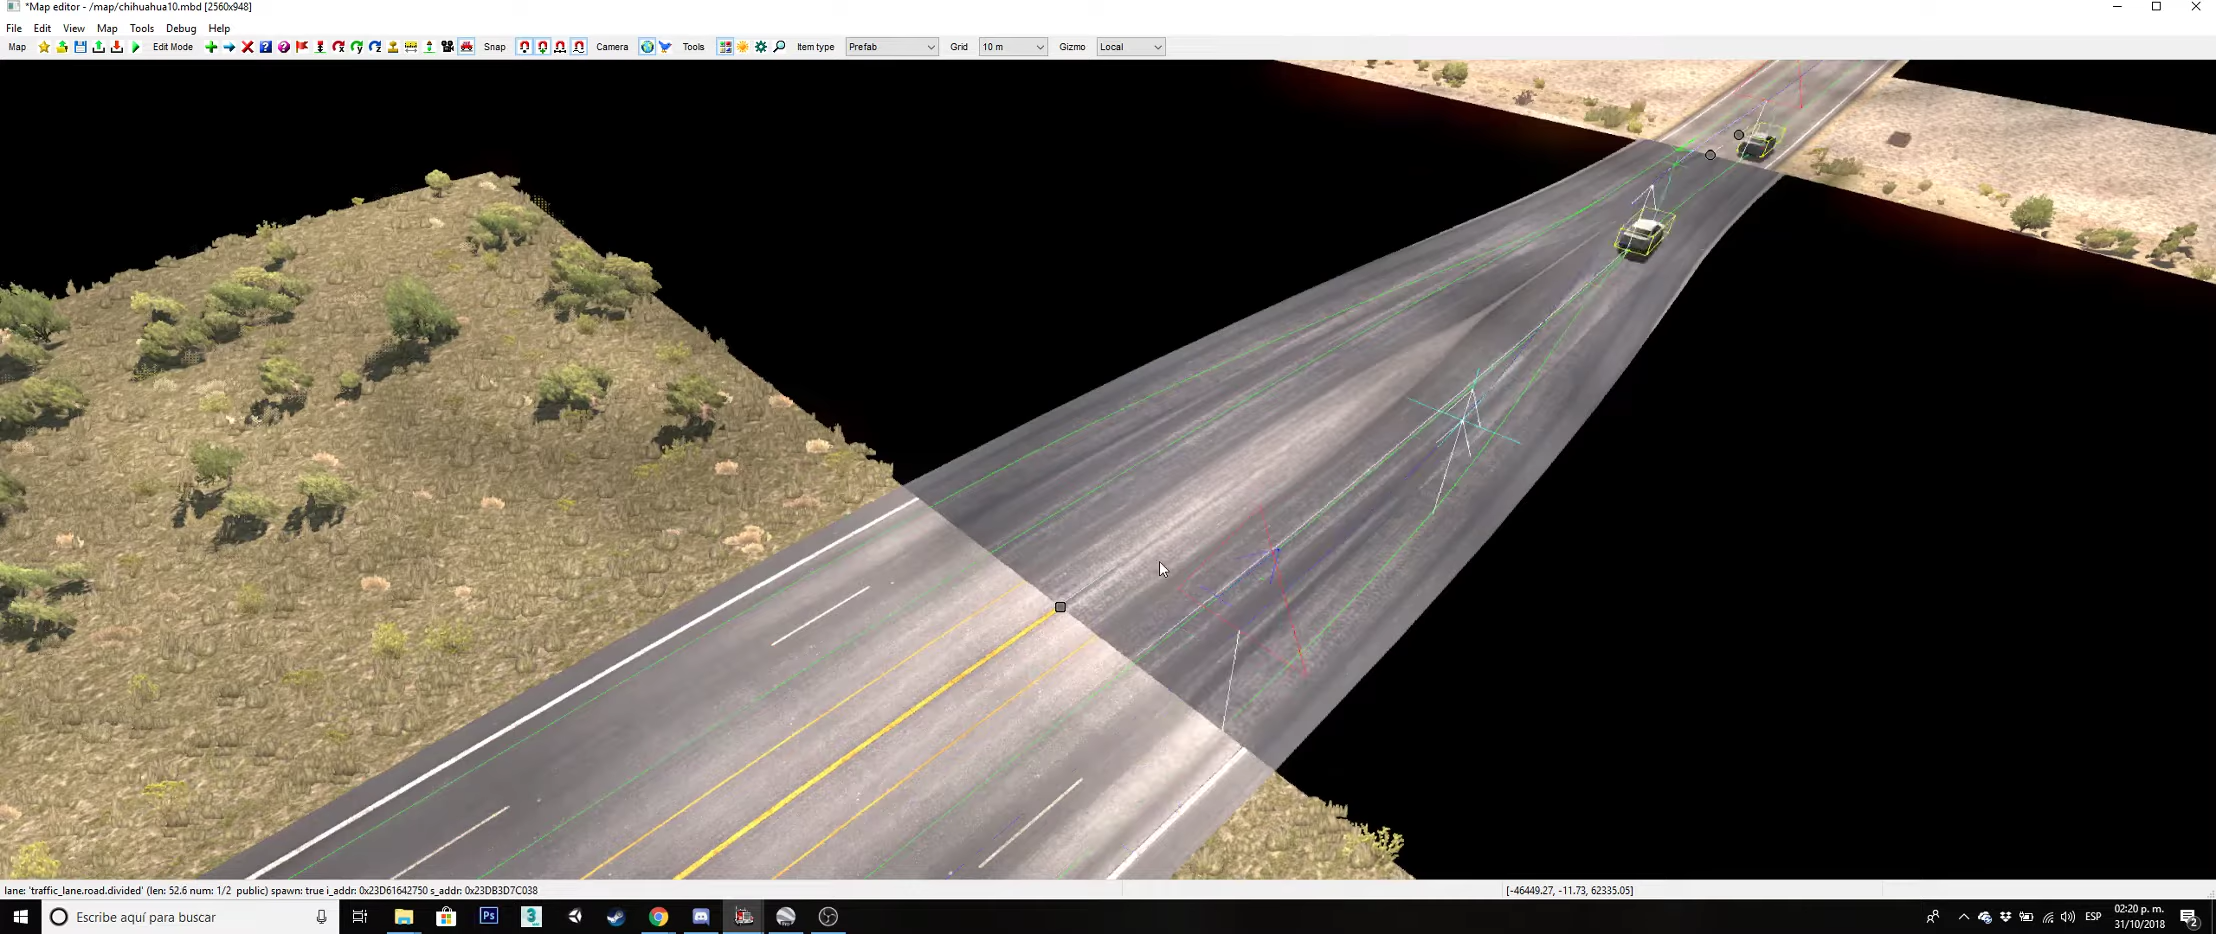 *Map editor - /map/chihuahua10.mbd [2560x948]
File Edit View Map Tools Debug Help
Map Edit Mode Snap Camera Tools Item type Prefab Grid 10 m Gizmo Local
lane: 'traffic_lane.road.divided' (len: 52.6 num: 1/2 public) spawn: true i_addr: 0x23D61642750 s_addr: 0x23DB3D7C038
[-46449.27, -11.73, 62335.05]
Escribe aquí para buscar
Ps
3
ESP
02:20 p. m.
31/10/2018
2